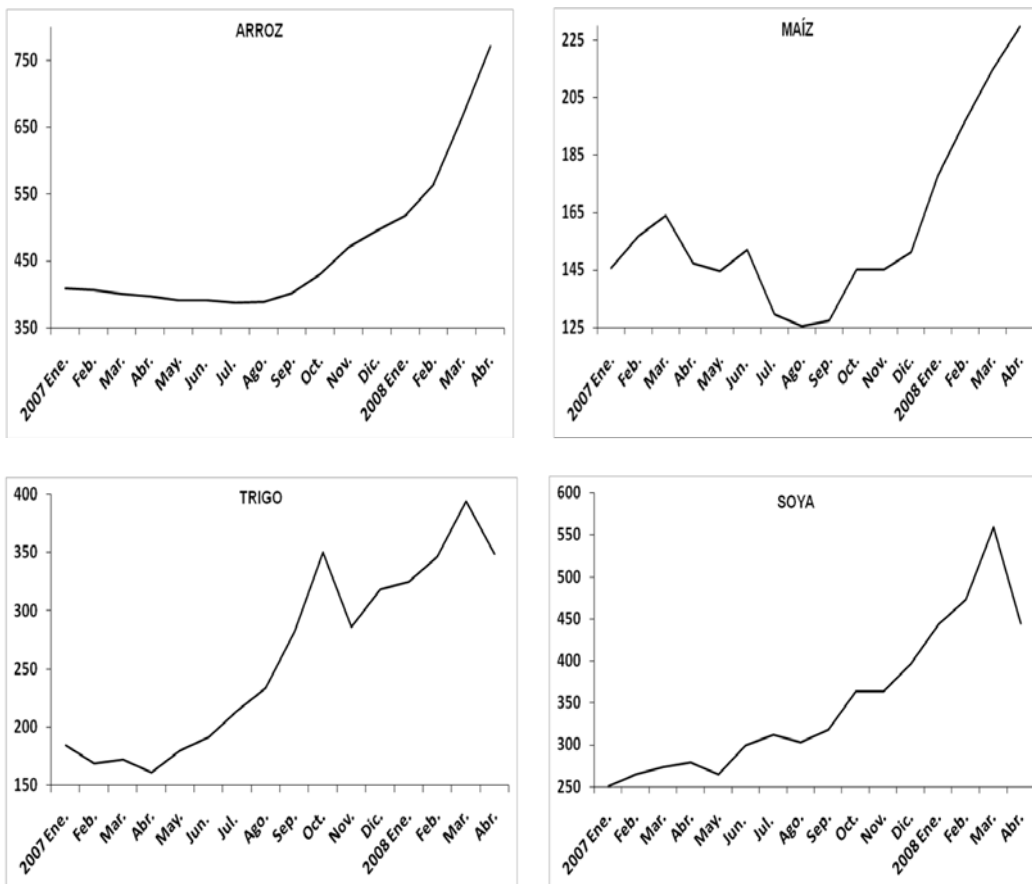 ARROZ
750
650
550
450
350
2007 Ene.
Feb.
Mar.
Abr.
May.
Jun.
Jul.
Ago.
Sep.
Oct.
Nov.
Dic.
2008 Ene.
Feb.
Mar.
Abr.
MAÍZ
225
205
185
165
145
125
2007 Ene.
Feb.
Mar.
Abr.
May.
Jun.
Jul.
Ago.
Sep.
Oct.
Nov.
Dic.
2008 Ene.
Feb.
Mar.
Abr.
TRIGO
400
350
300
250
200
150
2007 Ene.
Feb.
Mar.
Abr.
May.
Jun.
Jul.
Ago.
Sep.
Oct.
Nov.
Dic.
2008 Ene.
Feb.
Mar.
Abr.
SOYA
600
550
500
450
400
350
300
250
2007 Ene.
Feb.
Mar.
Abr.
May.
Jun.
Jul.
Ago.
Sep.
Oct.
Nov.
Dic.
2008 Ene.
Feb.
Mar.
Abr.